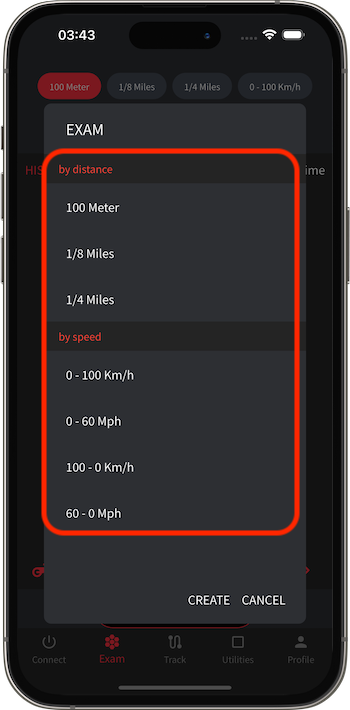 03:43
100 Meter
1/8 Miles
1/4 Miles
0 - 100 Km/h
EXAM
HIS
ime
by distance
100 Meter
1/8 Miles
1/4 Miles
by speed
0 - 100 Km/h
0 - 60 Mph
100 - 0 Km/h
60 - 0 Mph
CREATE CANCEL
Connect
Exam
Track
Utilities
Profile